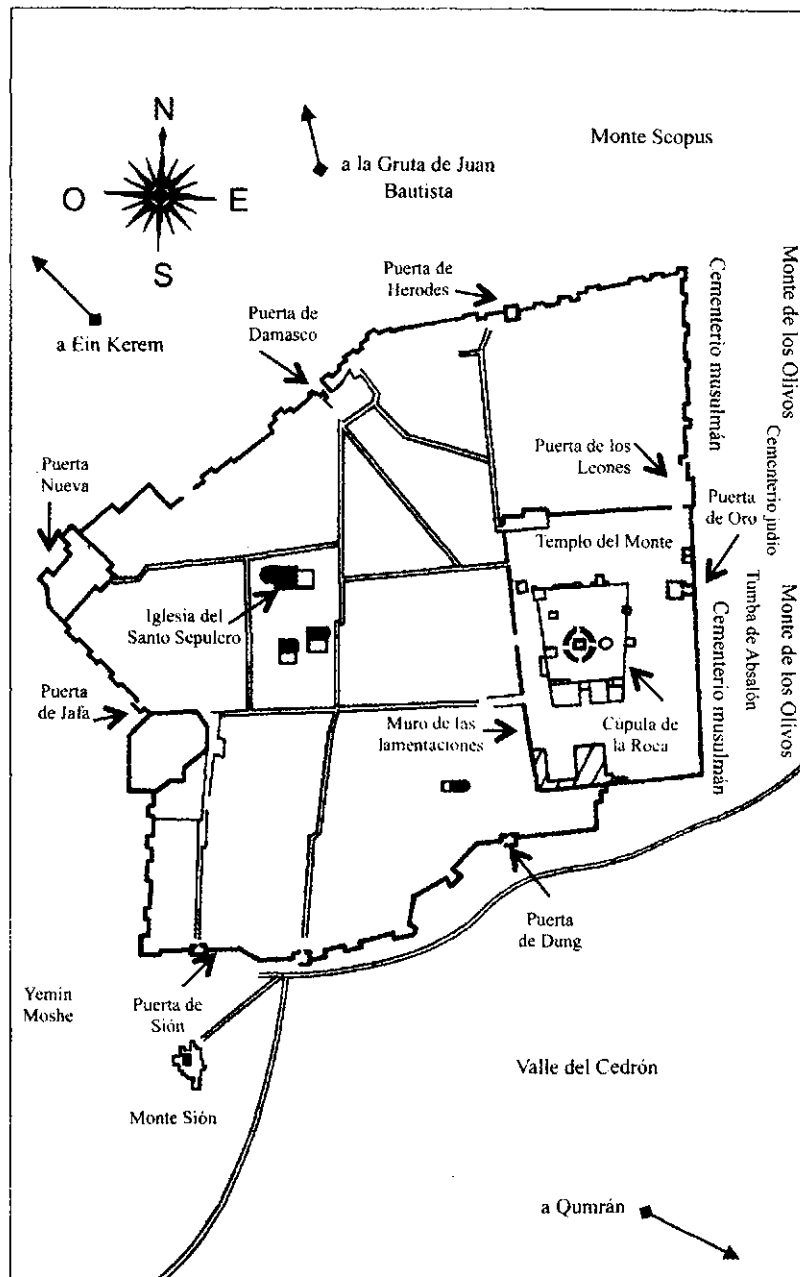 N
O
E
S
a la Gruta de Juan
Bautista
Monte Scopus
a Ein Kerem
Puerta de
Herodes
Puerta de
Damasco
Cementerio musulmán
Monte de los Olivos
Puerta
Nueva
Puerta de los
Leones
Cementerio judio
Puerta
de Oro
Templo del Monte
Iglesia del
Santo Sepulcro
Tumba de Absalón
Cementerio musulmán
Monte de los Olivos
Puerta
de Jafa
Muro de las
lamentaciones
Cúpula de
la Roca
Puerta
de Dung
Yemin
Moshe
Puerta de
Sión
Valle del Cedrón
Monte Sión
a Qumrán